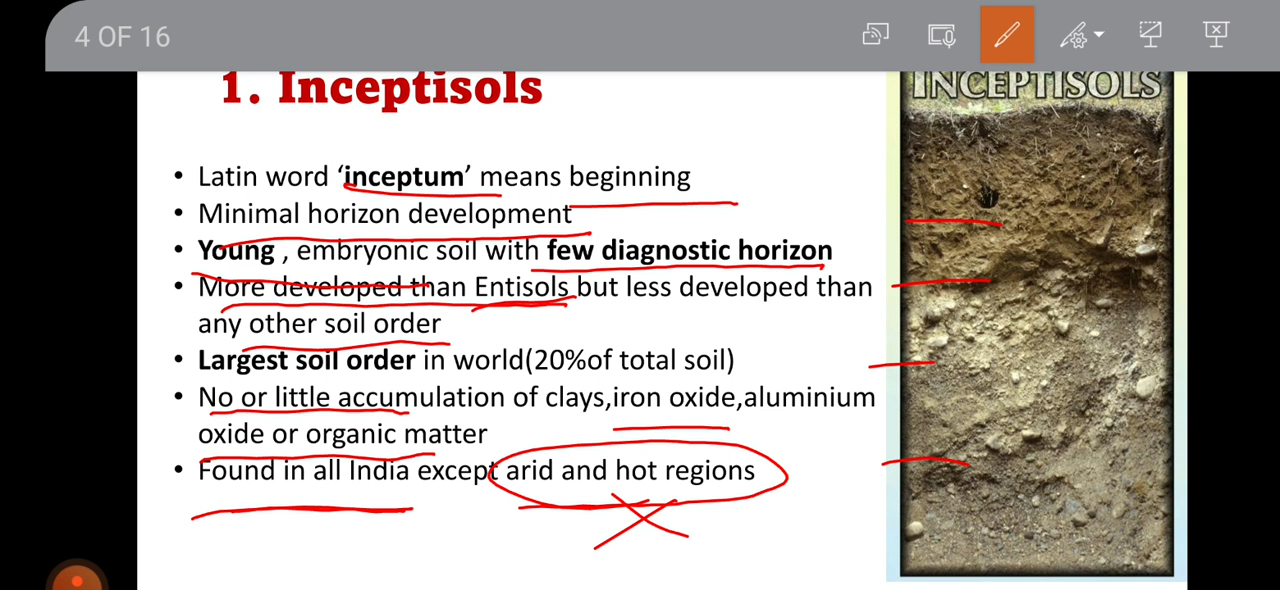 4 OF 16
1. Inceptisols
INCEPTISOLS
• Latin word ‘inceptum’ means beginning
• Minimal horizon development
• Young , embryonic soil with few diagnostic horizon
• More developed than Entisols but less developed than
any other soil order
• Largest soil order in world(20%of total soil)
• No or little accumulation of clays,iron oxide,aluminium
oxide or organic matter
• Found in all India except arid and hot regions